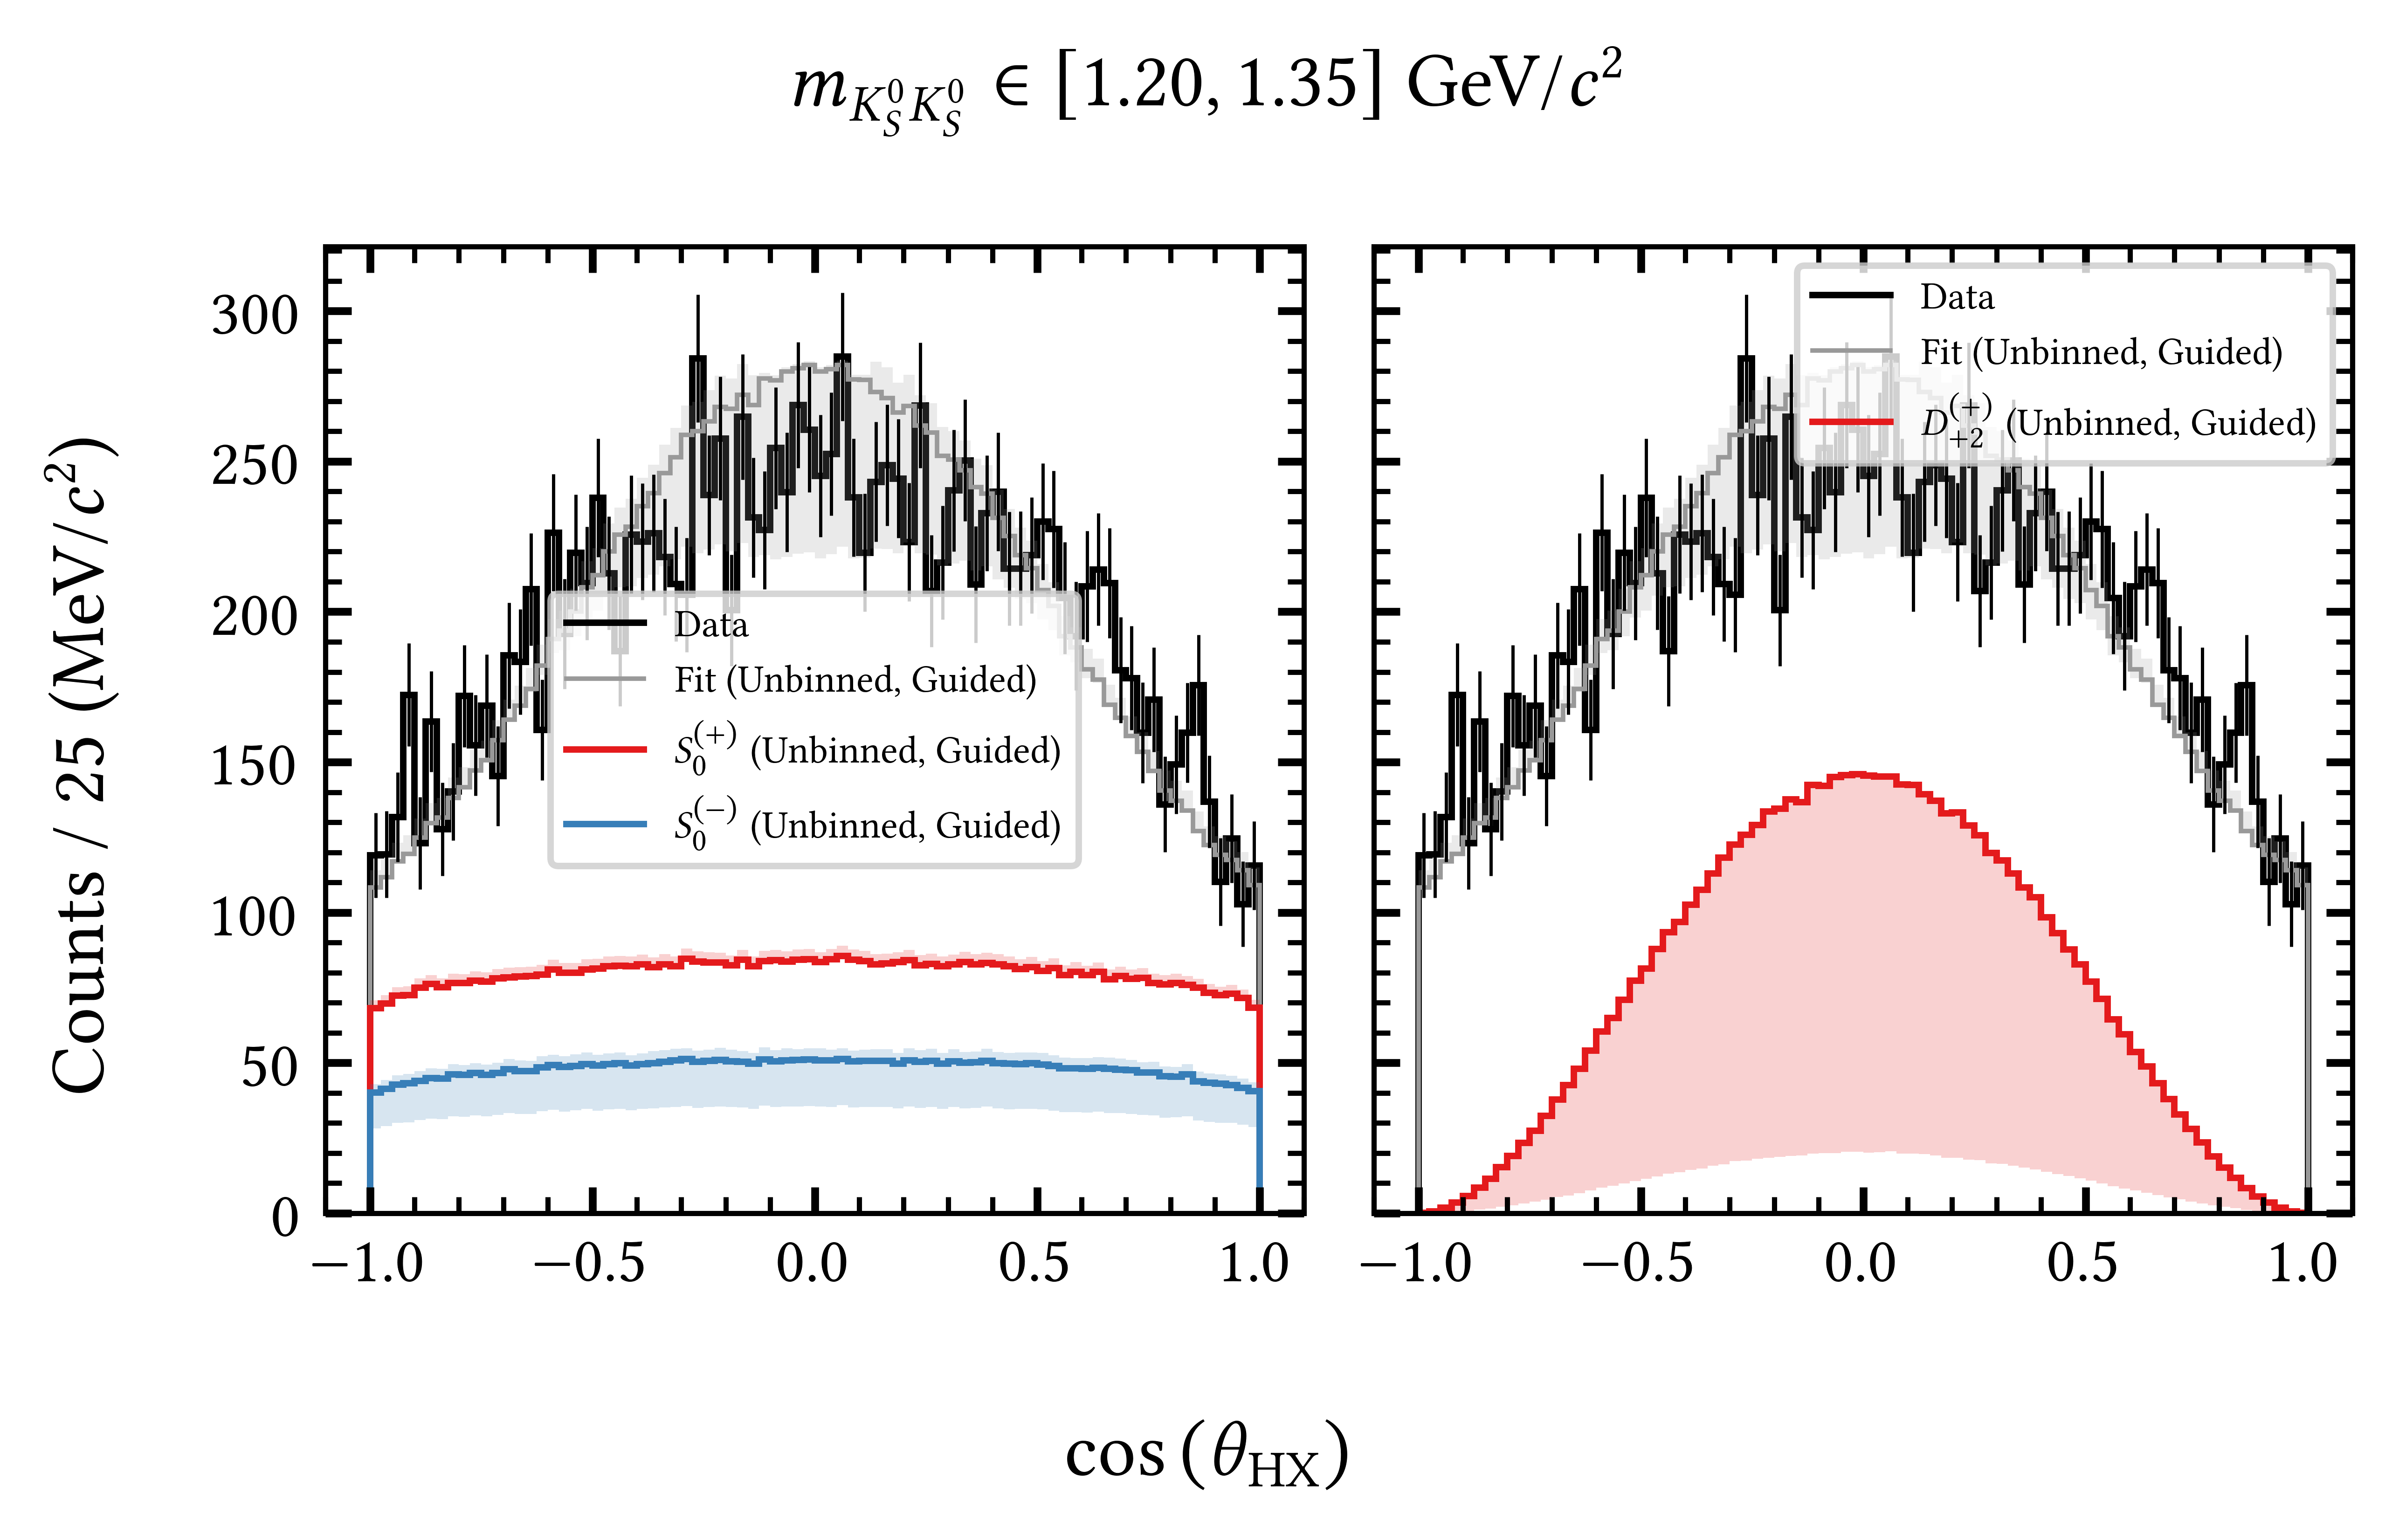 m_{K_S^0 K_S^0} ∈ [1.20, 1.35] GeV/c²
Counts / 25 (MeV/c²)
300
250
200
150
100
50
0
Data
Fit (Unbinned, Guided)
S_0^{(+)} (Unbinned, Guided)
S_0^{(−)} (Unbinned, Guided)
−1.0 −0.5 0.0 0.5 1.0
Data
Fit (Unbinned, Guided)
D_{+2}^{(+)} (Unbinned, Guided)
−1.0 −0.5 0.0 0.5 1.0
cos (θ_{HX})